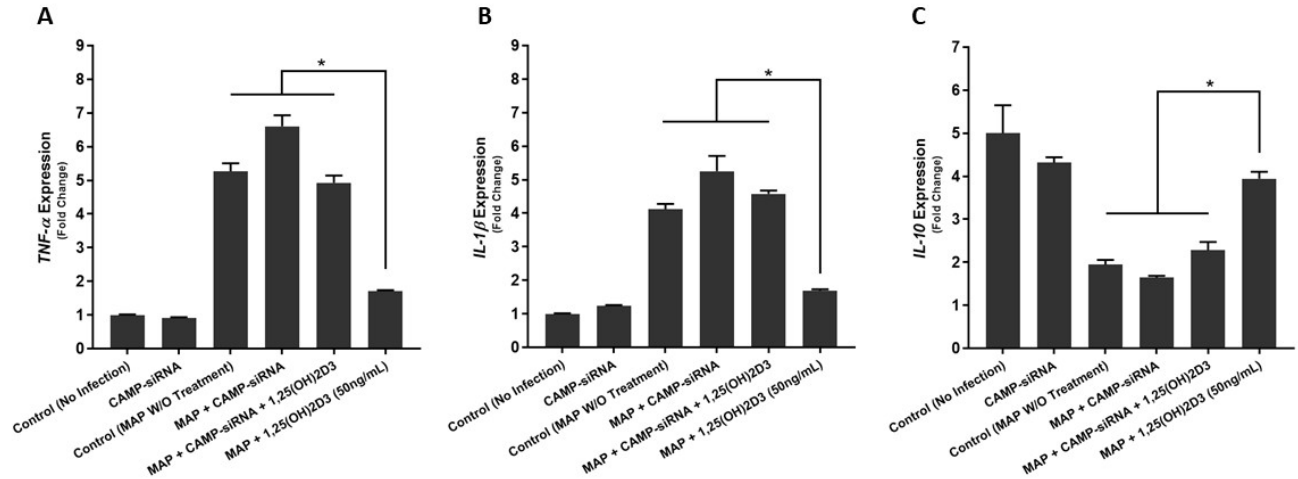 A
TNF-α Expression
(Fold Change)
9
8
7
6
5
4
3
2
1
0
*
Control (No Infection)
CAMP-siRNA
Control (MAP W/O Treatment)
MAP + CAMP-siRNA
MAP + CAMP-siRNA + 1,25(OH)2D3
MAP + 1,25(OH)2D3 (50ng/mL)
B
IL-1β Expression
(Fold Change)
9
8
7
6
5
4
3
2
1
0
*
Control (No Infection)
CAMP-siRNA
Control (MAP W/O Treatment)
MAP + CAMP-siRNA
MAP + CAMP-siRNA + 1,25(OH)2D3
MAP + 1,25(OH)2D3 (50ng/mL)
C
IL-10 Expression
(Fold Change)
7
6
5
4
3
2
1
0
*
Control (No Infection)
CAMP-siRNA
Control (MAP W/O Treatment)
MAP + CAMP-siRNA
MAP + CAMP-siRNA + 1,25(OH)2D3
MAP + 1,25(OH)2D3 (50ng/mL)